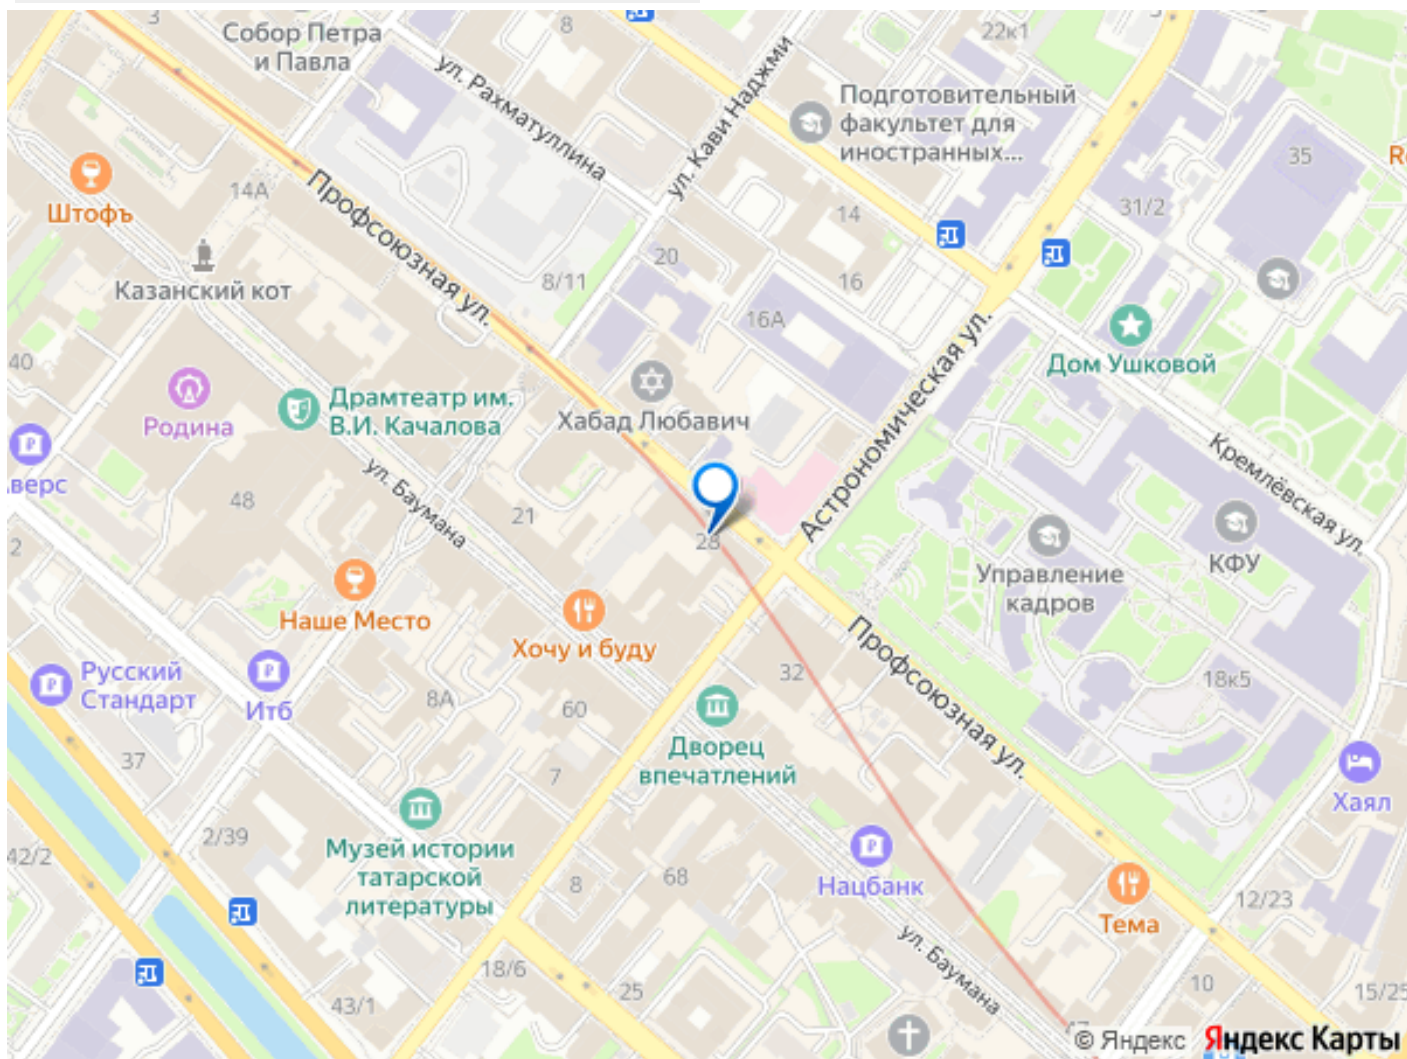 3
Собор Петра
и Павла
8
22к1
ул. Рахматуллина
ул. Кави Наджми
Подготовительный
факультет для
иностранных...
35
Штофъ
14А
Профсоюзная ул.
14
31/2
Казанский кот
8/11
20
16
16А
Дом Ушковой
40
Родина
Драмтеатр им.
В.И. Качалова
Хабад Любавич
Астрономическая ул.
Кремлёвская ул.
верс
48
ул. Баумана
21
28
2
Управление
кадров
КФУ
Наше Место
Хочу и буду
Профсоюзная ул.
Русский
Стандарт
Итб
8А
60
32
18к5
37
7
Дворец
впечатлений
Хаял
2/39
42/2
Музей истории
татарской
литературы
8
68
Нацбанк
Тема
12/23
ул. Баумана
18/6
43/1
25
10
15/25
© Яндекс Яндекс Карты